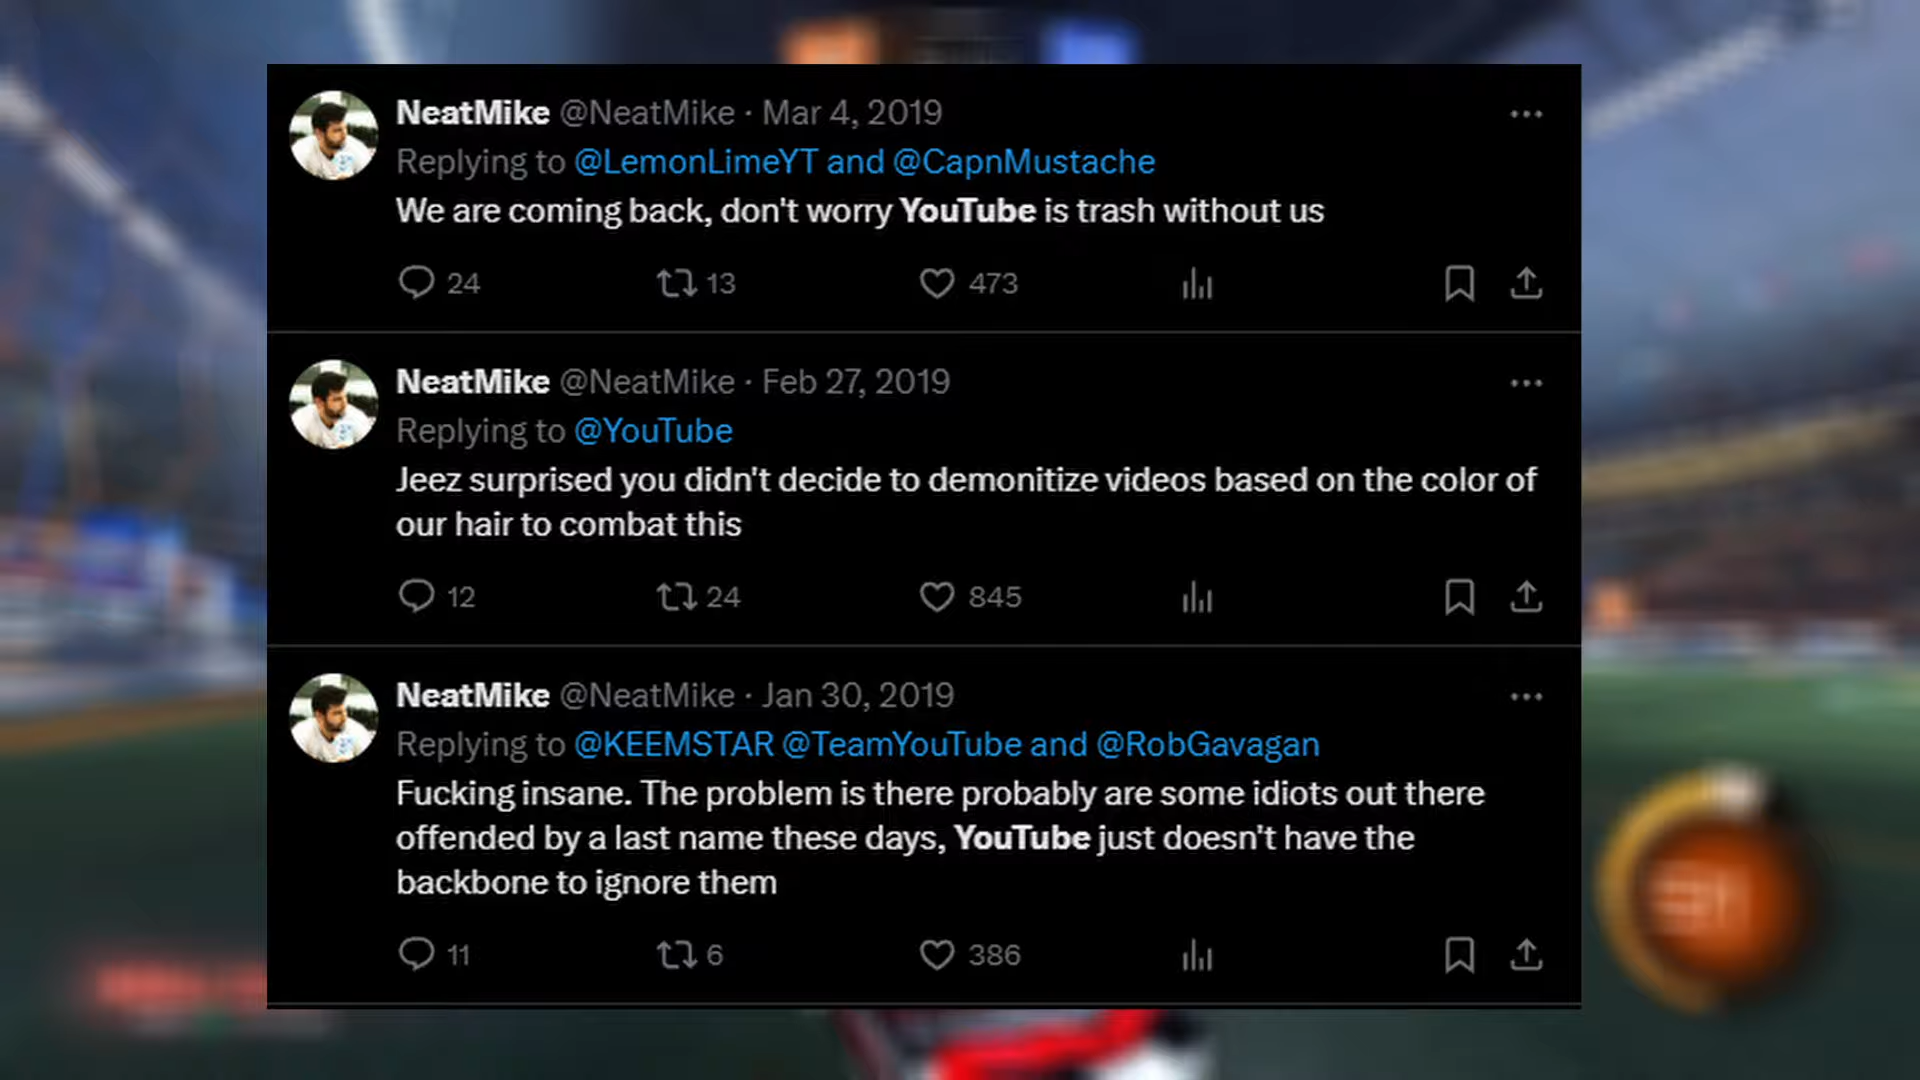 NeatMike @NeatMike · Mar 4, 2019
Replying to @LemonLimeYT and @CapnMustache
We are coming back, don't worry YouTube is trash without us
24 13 473
NeatMike @NeatMike · Feb 27, 2019
Replying to @YouTube
Jeez surprised you didn't decide to demonitize videos based on the color of
our hair to combat this
12 24 845
NeatMike @NeatMike · Jan 30, 2019
Replying to @KEEMSTAR @TeamYouTube and @RobGavagan
Fucking insane. The problem is there probably are some idiots out there
offended by a last name these days, YouTube just doesn't have the
backbone to ignore them
11 6 386